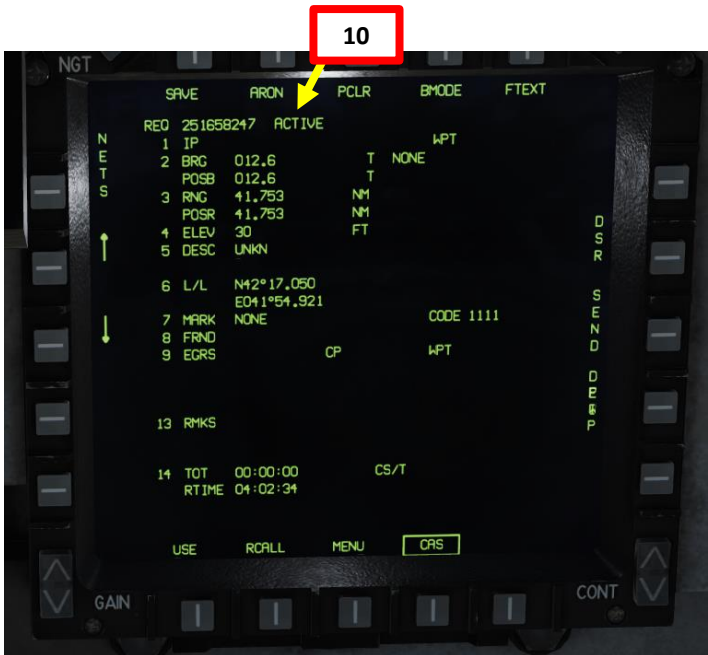 10
NGT
SAVE ARON PCLR BMODE FTEXT
REQ 251658247 ACTIVE
1 IP WPT
2 BRG 012.6 T NONE
POSB 012.6 T
3 RNG 41.753 NM
POSR 41.753 NM
4 ELEV 30 FT
5 DESC UNKN
6 L/L N42°17.050
E041°54.921
7 MARK NONE CODE 1111
8 FRND
9 EGRS CP WPT
13 RMKS
14 TOT 00:00:00 CS/T
RTIME 04:02:34
NETS
DSR
SEND
USE RCALL MENU CAS
GAIN CONT